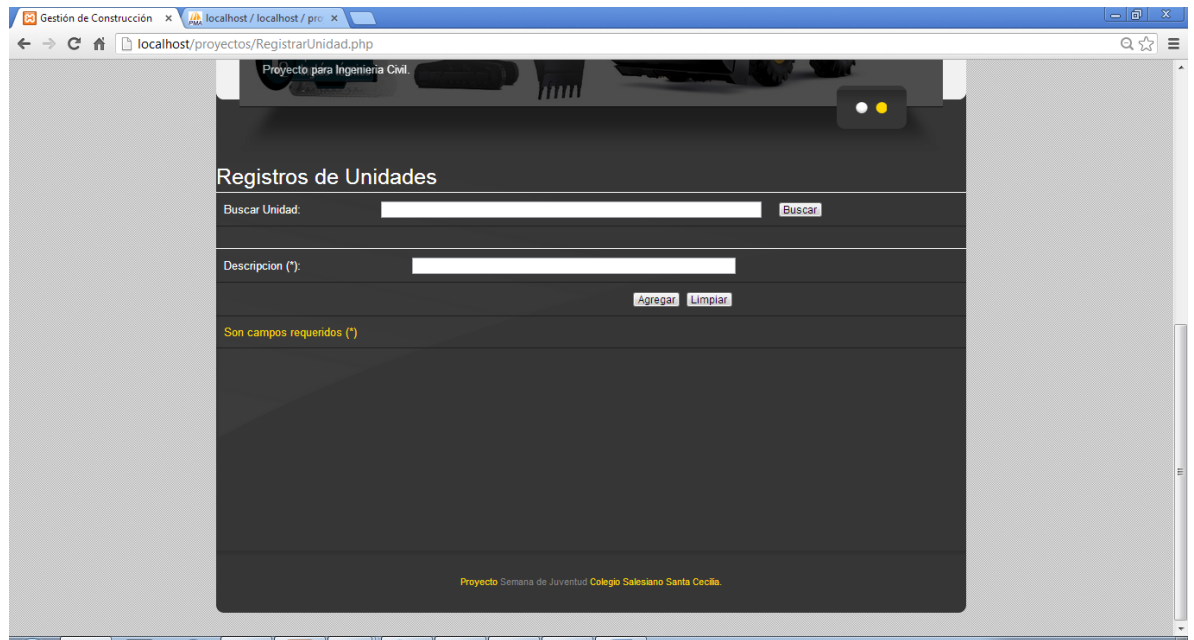 Gestión de Construcción
localhost / localhost / pro
localhost/proyectos/RegistrarUnidad.php
Proyecto para Ingenieria Civil.
Registros de Unidades
Buscar Unidad:
Buscar
Descripcion (*):
Agregar Limpiar
Son campos requeridos (*)
Proyecto Semana de Juventud Colegio Salesiano Santa Cecilia.